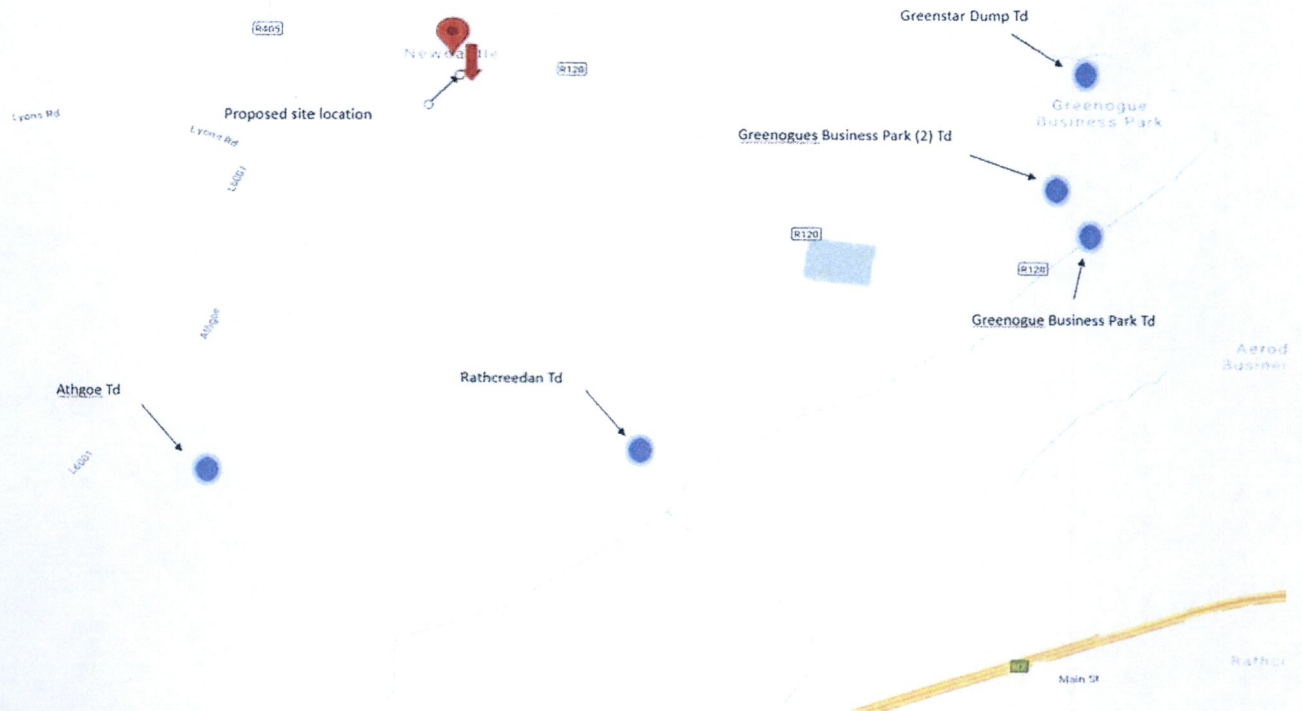 Greenstar Dump Td
R405
Newcastle
R120
Greenogue
Business Park
Proposed site location
Lyons Rd
Lyons Rd
Greenogues Business Park (2) Td
L6001
R120
R120
Athgoe
Greenogue Business Park Td
Aerod
Busines
Rathcreedan Td
Athgoe Td
L6001
Main St